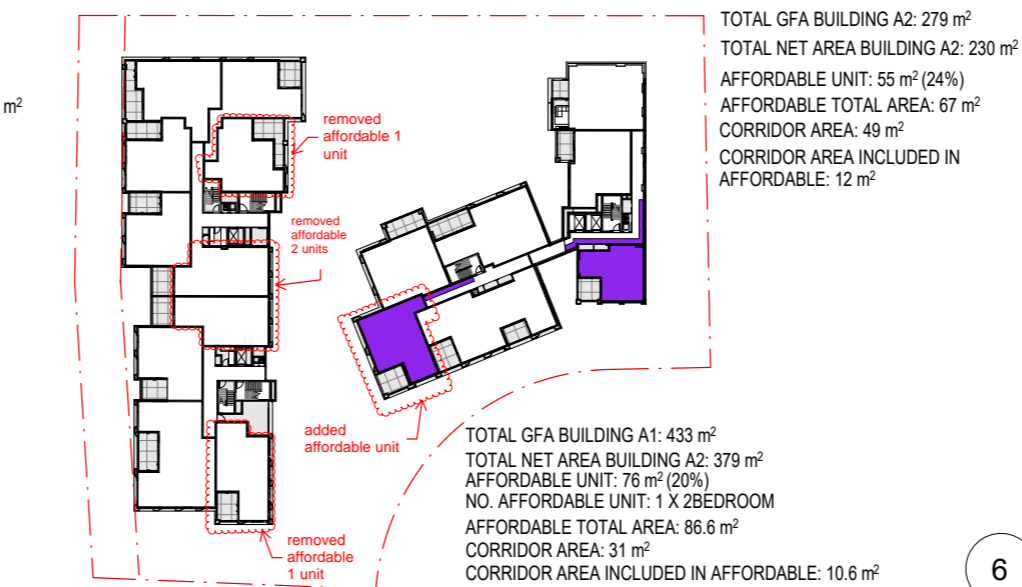 TOTAL GFA BUILDING A2: 279 m²
TOTAL NET AREA BUILDING A2: 230 m²
AFFORDABLE UNIT: 55 m² (24%)
AFFORDABLE TOTAL AREA: 67 m²
CORRIDOR AREA: 49 m²
CORRIDOR AREA INCLUDED IN
AFFORDABLE: 12 m²
m²
removed
affordable 1
unit
removed
affordable
2 units
added
affordable unit
removed
affordable
1 unit
TOTAL GFA BUILDING A1: 433 m²
TOTAL NET AREA BUILDING A2: 379 m²
AFFORDABLE UNIT: 76 m² (20%)
NO. AFFORDABLE UNIT: 1 X 2BEDROOM
AFFORDABLE TOTAL AREA: 86.6 m²
CORRIDOR AREA: 31 m²
CORRIDOR AREA INCLUDED IN AFFORDABLE: 10.6 m²
6